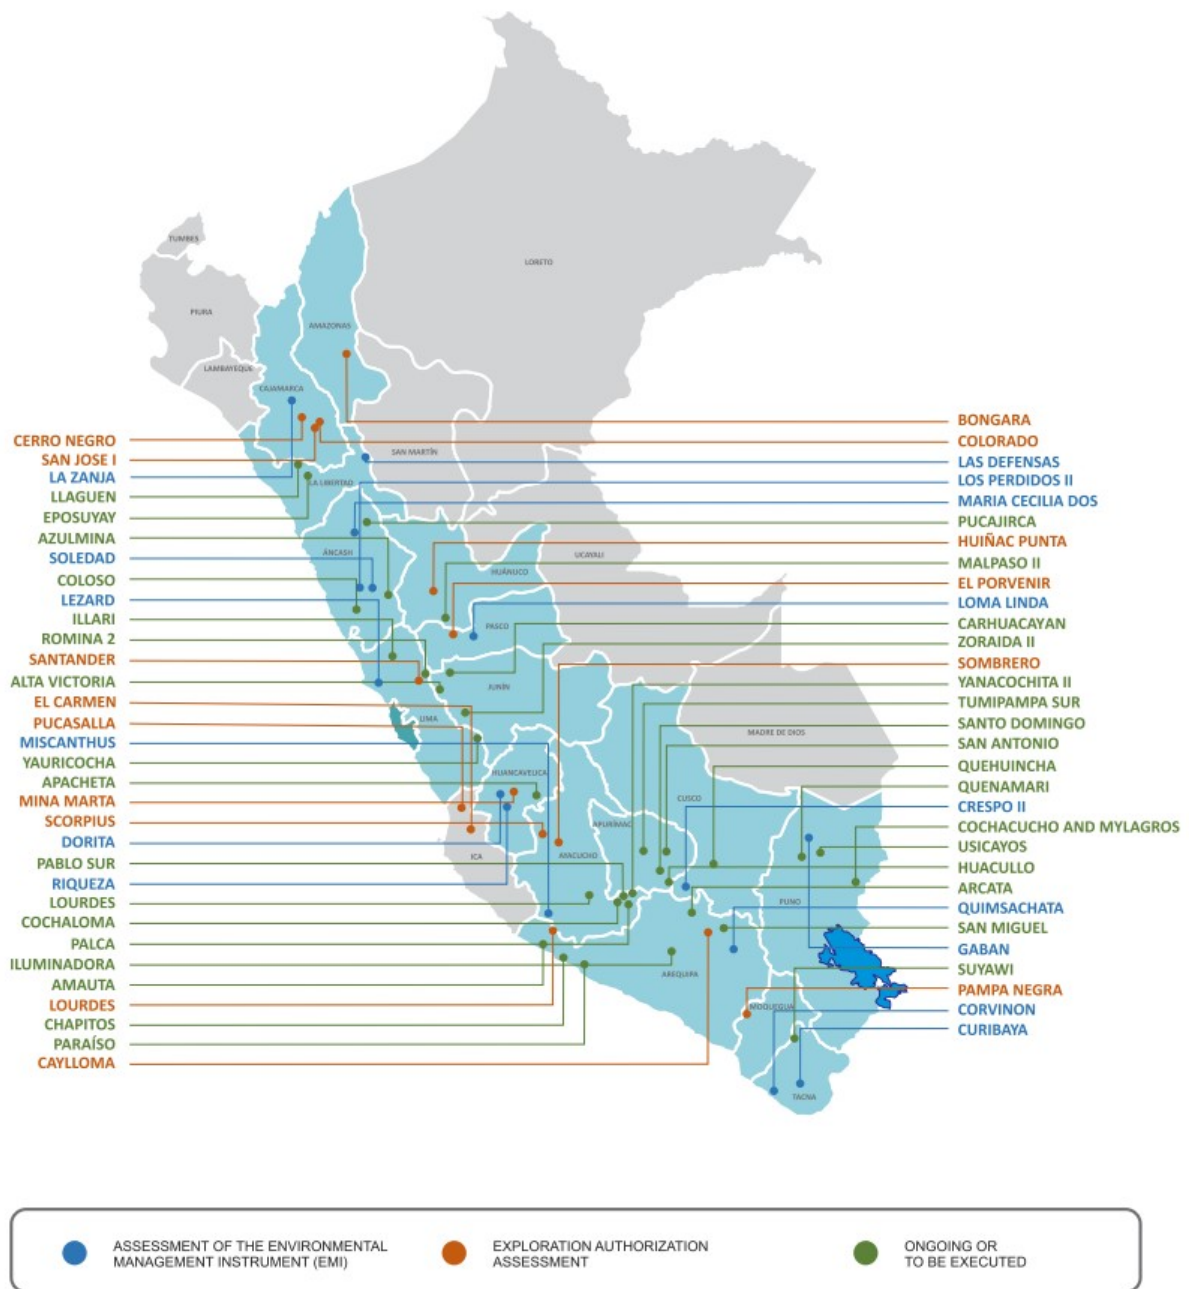 TUMBES
LORETO
PIURA
AMAZONAS
LAMBAYEQUE
CAJAMARCA
SAN MARTÍN
LA LIBERTAD
ÁNCASH
UCAYALI
HUÁNUCO
PASCO
JUNÍN
LIMA
MADRE DE DIOS
HUANCAVELICA
CUSCO
APURÍMAC
ICA
AYACUCHO
PUNO
AREQUIPA
MOQUEGUA
TACNA
CERRO NEGRO
SAN JOSE I
LA ZANJA
LLAGUEN
EPOSUYAY
AZULMINA
SOLEDAD
COLOSO
LEZARD
ILLARI
ROMINA 2
SANTANDER
ALTA VICTORIA
EL CARMEN
PUCASALLA
MISCANTHUS
YAURICOCHA
APACHETA
MINA MARTA
SCORPIUS
DORITA
PABLO SUR
RIQUEZA
LOURDES
COCHALOMA
PALCA
ILUMINADORA
AMAUTA
LOURDES
CHAPITOS
PARAÍSO
CAYLLOMA
BONGARA
COLORADO
LAS DEFENSAS
LOS PERDIDOS II
MARIA CECILIA DOS
PUCAJIRCA
HUIÑAC PUNTA
MALPASO II
EL PORVENIR
LOMA LINDA
CARHUACAYAN
ZORAIDA II
SOMBRERO
YANACOCHITA II
TUMIPAMPA SUR
SANTO DOMINGO
SAN ANTONIO
QUEHUINCHA
QUENAMARI
CRESPO II
COCHACUCHO AND MYLAGROS
USICAYOS
HUACULLO
ARCATA
QUIMSACHATA
SAN MIGUEL
GABAN
SUYAWI
PAMPA NEGRA
CORVINON
CURIBAYA
ASSESSMENT OF THE ENVIRONMENTAL
MANAGEMENT INSTRUMENT (EMI)
EXPLORATION AUTHORIZATION
ASSESSMENT
ONGOING OR
TO BE EXECUTED